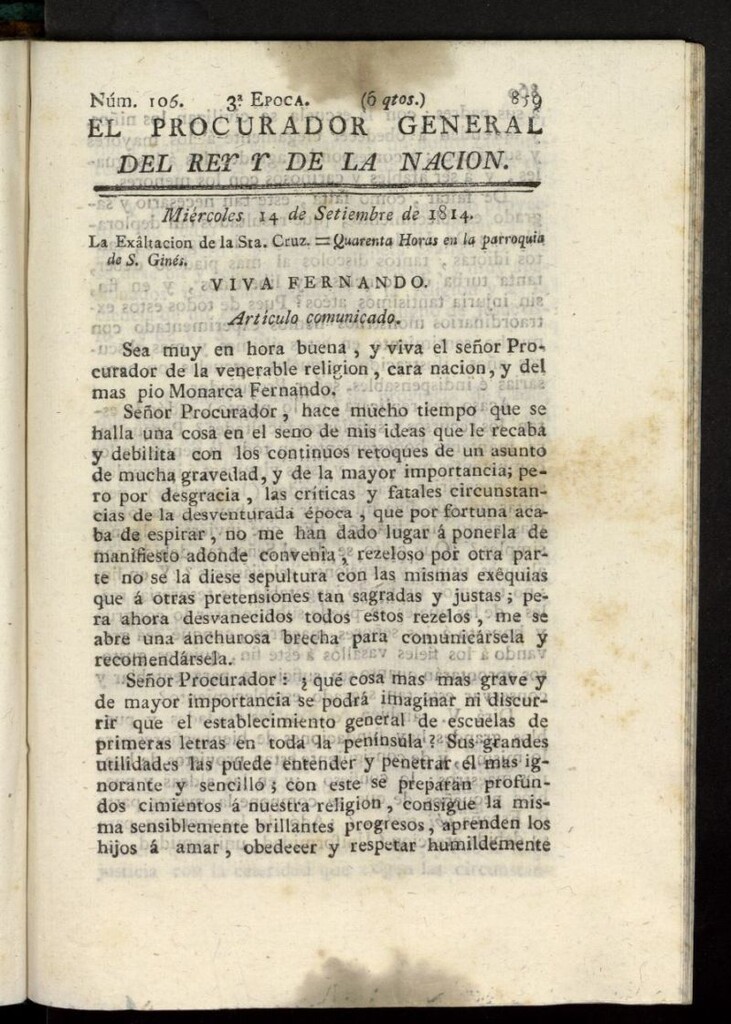 Núm. 106. 3ª EPOCA. (6 qtos.) 859
EL PROCURADOR GENERAL
DEL REY Y DE LA NACION.
Miércoles 14 de Setiembre de 1814.
La Exâltacion de la Sta. Cruz. = Quarenta Horas en la parroquia
de S. Ginés.
VIVA FERNANDO.
Artículo comunicado.
Sea muy en hora buena, y viva el señor Pro-
curador de la venerable religion, cara nacion, y del
mas pio Monarca Fernando.
Señor Procurador, hace mucho tiempo que se
halla una cosa en el seno de mis ideas que le recaba
y debilita con los continuos retoques de un asunto
de mucha gravedad, y de la mayor importancia; pe-
ro por desgracia, las críticas y fatales circunstan-
cias de la desventurada época, que por fortuna aca-
ba de espirar, no me han dado lugar á ponerla de
manifiesto adonde convenia, rezeloso por otra par-
te no se la diese sepultura con las mismas exêquias
que á otras pretensiones tan sagradas y justas; pe-
ra ahora desvanecidos todos estos rezelos, me se
abre una anchurosa brecha para comunicársela y
recomendársela.
Señor Procurador: ¿qué cosa mas mas grave y
de mayor importancia se podrá imaginar ni discur-
rir que el establecimiento general de escuelas de
primeras letras en toda la península? Sus grandes
utilidades las puede entender y penetrar el mas ig-
norante y sencillo; con este se preparan profun-
dos cimientos á nuestra religion, consigue la mis-
ma sensiblemente brillantes progresos, aprenden los
hijos á amar, obedecer y respetar humildemente